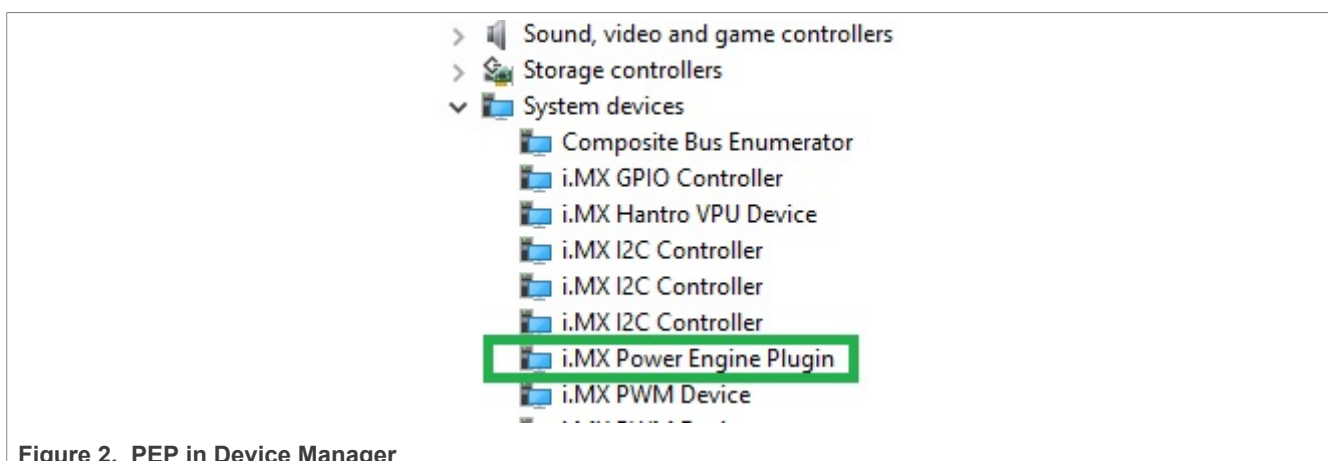 Sound, video and game controllers
Storage controllers
System devices
Composite Bus Enumerator
i.MX GPIO Controller
i.MX Hantro VPU Device
i.MX I2C Controller
i.MX I2C Controller
i.MX I2C Controller
i.MX Power Engine Plugin
i.MX PWM Device
Figure 2. PEP in Device Manager